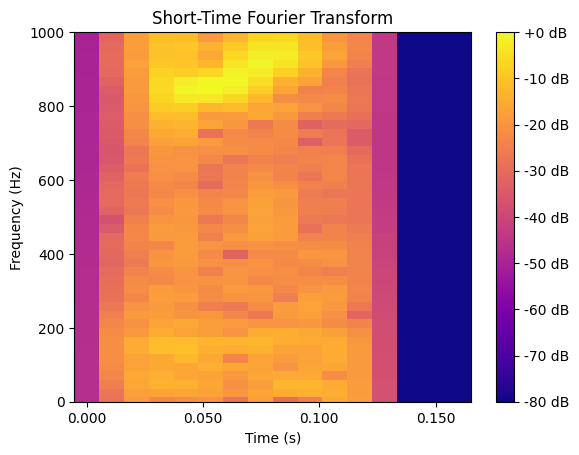 Short-Time Fourier Transform
1000
800
600
400
200
0
Frequency (Hz)
0.000
0.050
0.100
0.150
Time (s)
+0 dB
-10 dB
-20 dB
-30 dB
-40 dB
-50 dB
-60 dB
-70 dB
-80 dB